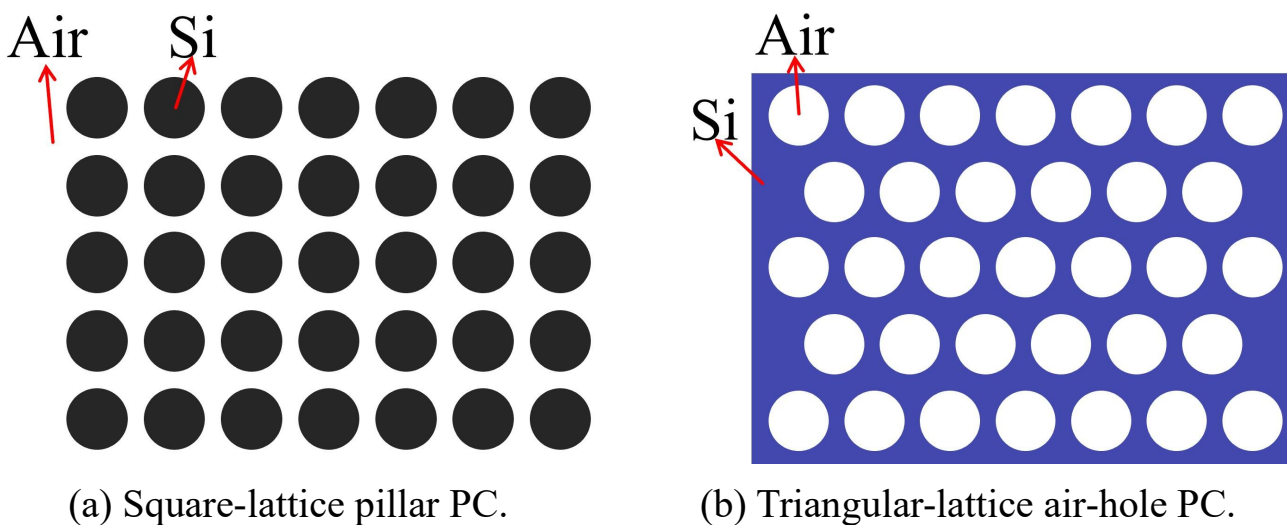 Air
Si
Air
Si
(a) Square-lattice pillar PC.
(b) Triangular-lattice air-hole PC.